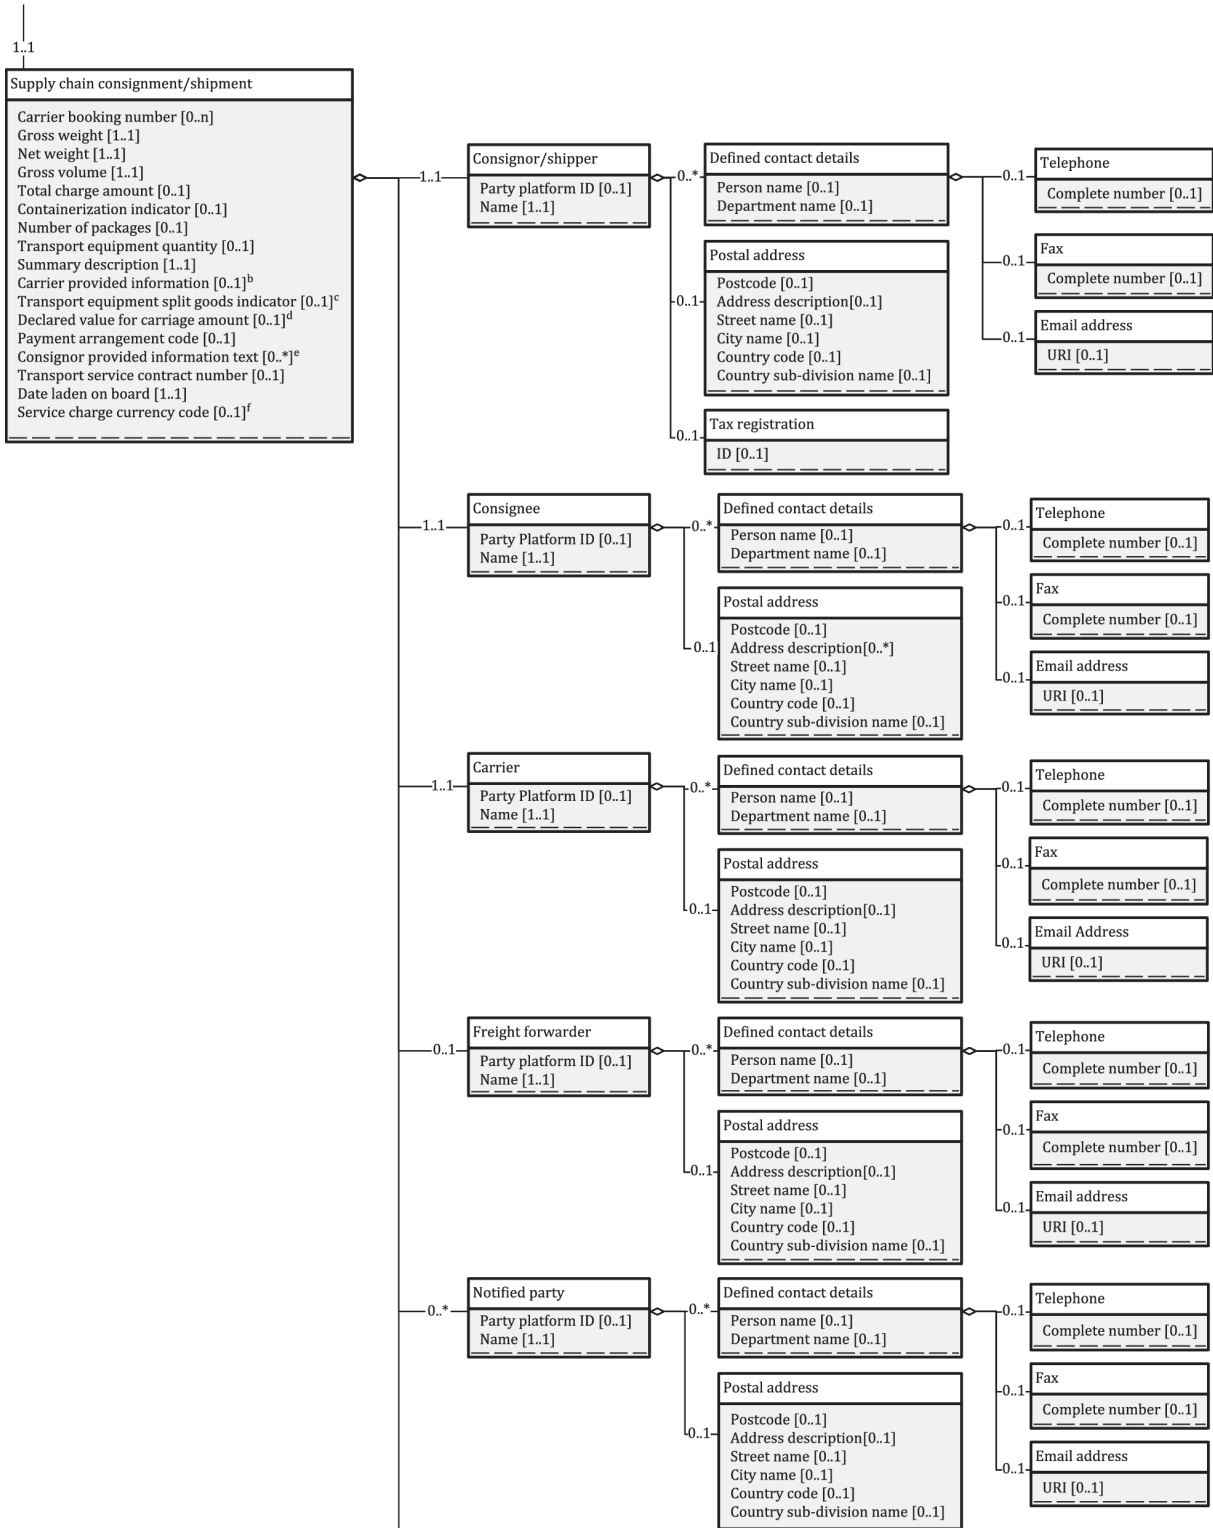 1..1
Supply chain consignment/shipment
Carrier booking number [0..n]
Gross weight [1..1]
Net weight [1..1]
Gross volume [1..1]
Total charge amount [0..1]
Containerization indicator [0..1]
Number of packages [0..1]
Transport equipment quantity [0..1]
Summary description [1..1]
Carrier provided information [0..1]b
Transport equipment split goods indicator [0..1]c
Declared value for carriage amount [0..1]d
Payment arrangement code [0..1]
Consignor provided information text [0..*]e
Transport service contract number [0..1]
Date laden on board [1..1]
Service charge currency code [0..1]f
1..1
Consignor/shipper
Party platform ID [0..1]
Name [1..1]
0..*
Defined contact details
Person name [0..1]
Department name [0..1]
0..1
Telephone
Complete number [0..1]
0..1
Fax
Complete number [0..1]
0..1
Email address
URI [0..1]
0..1
Postal address
Postcode [0..1]
Address description[0..1]
Street name [0..1]
City name [0..1]
Country code [0..1]
Country sub-division name [0..1]
0..1
Tax registration
ID [0..1]
1..1
Consignee
Party Platform ID [0..1]
Name [1..1]
0..*
Defined contact details
Person name [0..1]
Department name [0..1]
0..1
Telephone
Complete number [0..1]
0..1
Fax
Complete number [0..1]
0..1
Email address
URI [0..1]
0..1
Postal address
Postcode [0..1]
Address description[0..*]
Street name [0..1]
City name [0..1]
Country code [0..1]
Country sub-division name [0..1]
1..1
Carrier
Party Platform ID [0..1]
Name [1..1]
0..*
Defined contact details
Person name [0..1]
Department name [0..1]
0..1
Telephone
Complete number [0..1]
0..1
Fax
Complete number [0..1]
0..1
Email Address
URI [0..1]
0..1
Postal address
Postcode [0..1]
Address description[0..1]
Street name [0..1]
City name [0..1]
Country code [0..1]
Country sub-division name [0..1]
0..1
Freight forwarder
Party platform ID [0..1]
Name [1..1]
0..*
Defined contact details
Person name [0..1]
Department name [0..1]
0..1
Telephone
Complete number [0..1]
0..1
Fax
Complete number [0..1]
0..1
Email address
URI [0..1]
0..1
Postal address
Postcode [0..1]
Address description[0..1]
Street name [0..1]
City name [0..1]
Country code [0..1]
Country sub-division name [0..1]
0..*
Notified party
Party platform ID [0..1]
Name [1..1]
0..*
Defined contact details
Person name [0..1]
Department name [0..1]
0..1
Telephone
Complete number [0..1]
0..1
Fax
Complete number [0..1]
0..1
Email address
URI [0..1]
0..1
Postal address
Postcode [0..1]
Address description[0..1]
Street name [0..1]
City name [0..1]
Country code [0..1]
Country sub-division name [0..1]